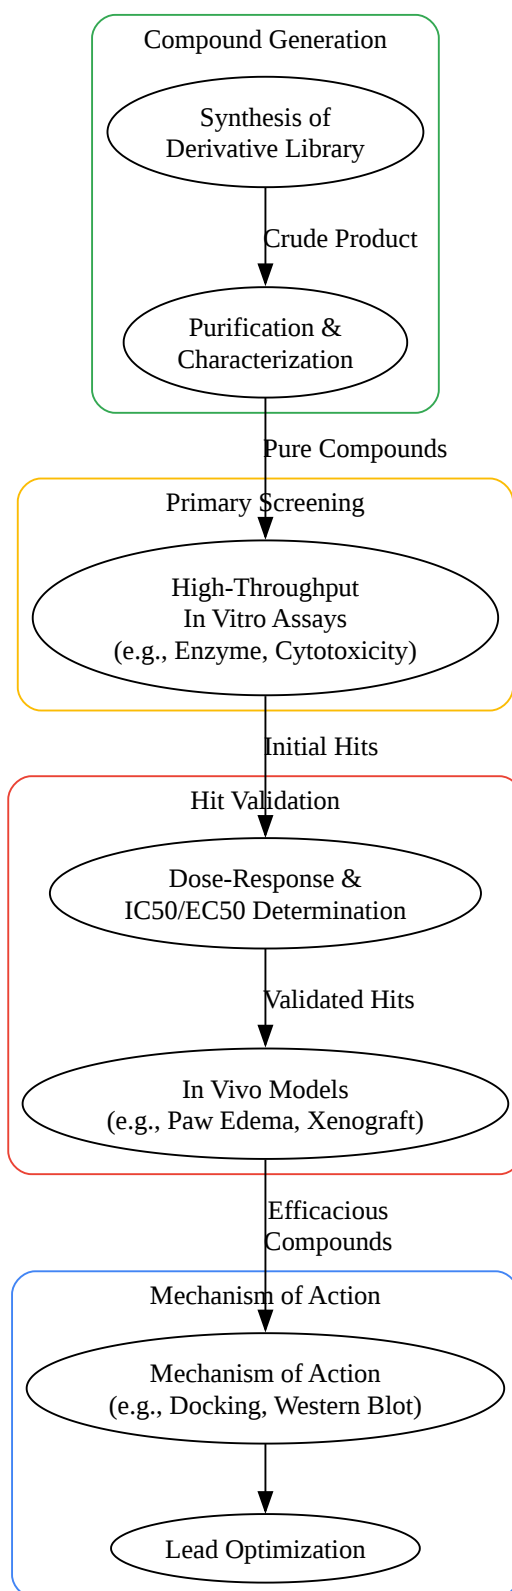 Compound Generation
Synthesis of
Derivative Library
Crude Product
Purification &
Characterization
Pure Compounds
Primary Screening
High-Throughput
In Vitro Assays
(e.g., Enzyme, Cytotoxicity)
Initial Hits
Hit Validation
Dose-Response &
IC50/EC50 Determination
Validated Hits
In Vivo Models
(e.g., Paw Edema, Xenograft)
Efficacious
Compounds
Mechanism of Action
Mechanism of Action
(e.g., Docking, Western Blot)
Lead Optimization